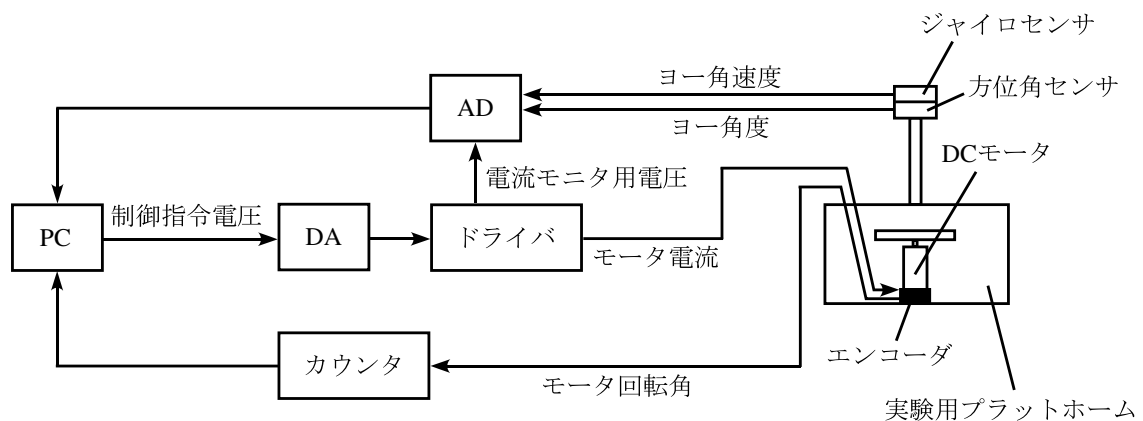 ジャイロセンサ
ヨー角速度
方位角センサ
AD
ヨー角度
DCモータ
電流モニタ用電圧
制御指令電圧
PC
DA
ドライバ
モータ電流
エンコーダ
カウンタ
モータ回転角
実験用プラットホーム